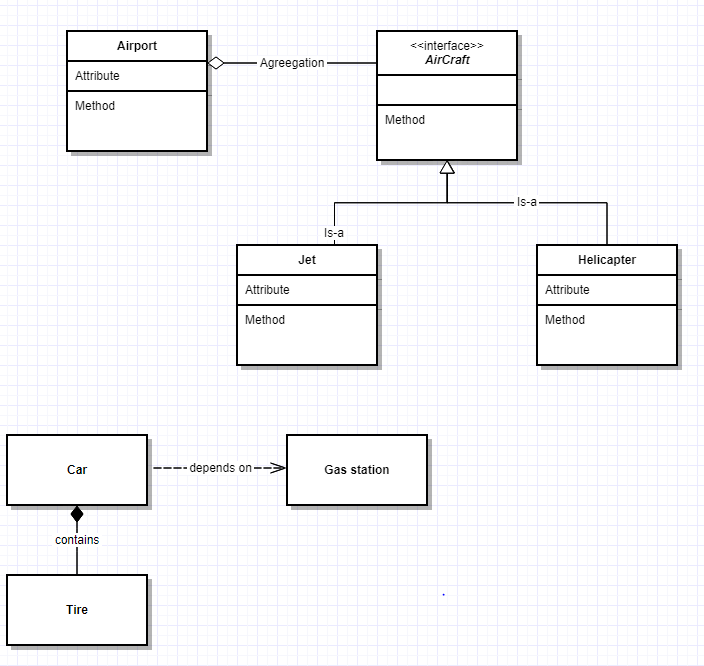 Airport
Attribute
Method
Agreegation
<<interface>>
AirCraft
Method
Is-a
Is-a
Jet
Attribute
Method
Helicapter
Attribute
Method
Car
depends on
Gas station
contains
Tire